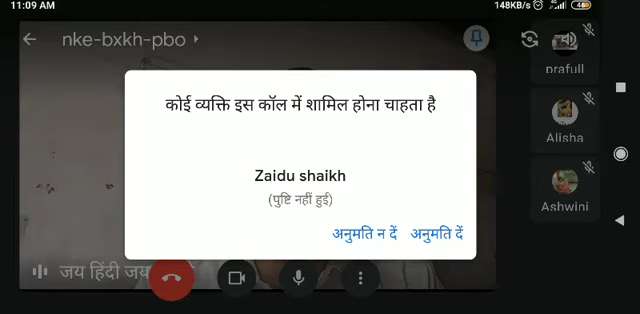 11:09 AM
148KB/s
48
nke-bxkh-pbo
prafull
कोई व्यक्ति इस कॉल में शामिल होना चाहता है
Alisha
Zaidu shaikh
(पुष्टि नहीं हुई)
Ashwini
अनुमति न दें अनुमति दें
जय हिंदी जय